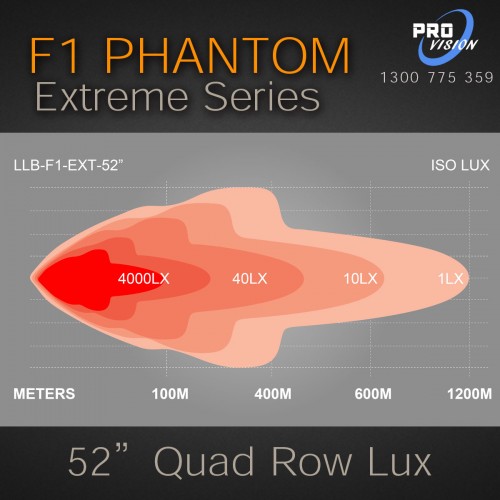 F1 PHANTOM
Extreme Series
PRO
VISION
1300 775 359
LLB-F1-EXT-52”
ISO LUX
4000LX 40LX 10LX 1LX
METERS 100M 400M 600M 1200M
52” Quad Row Lux